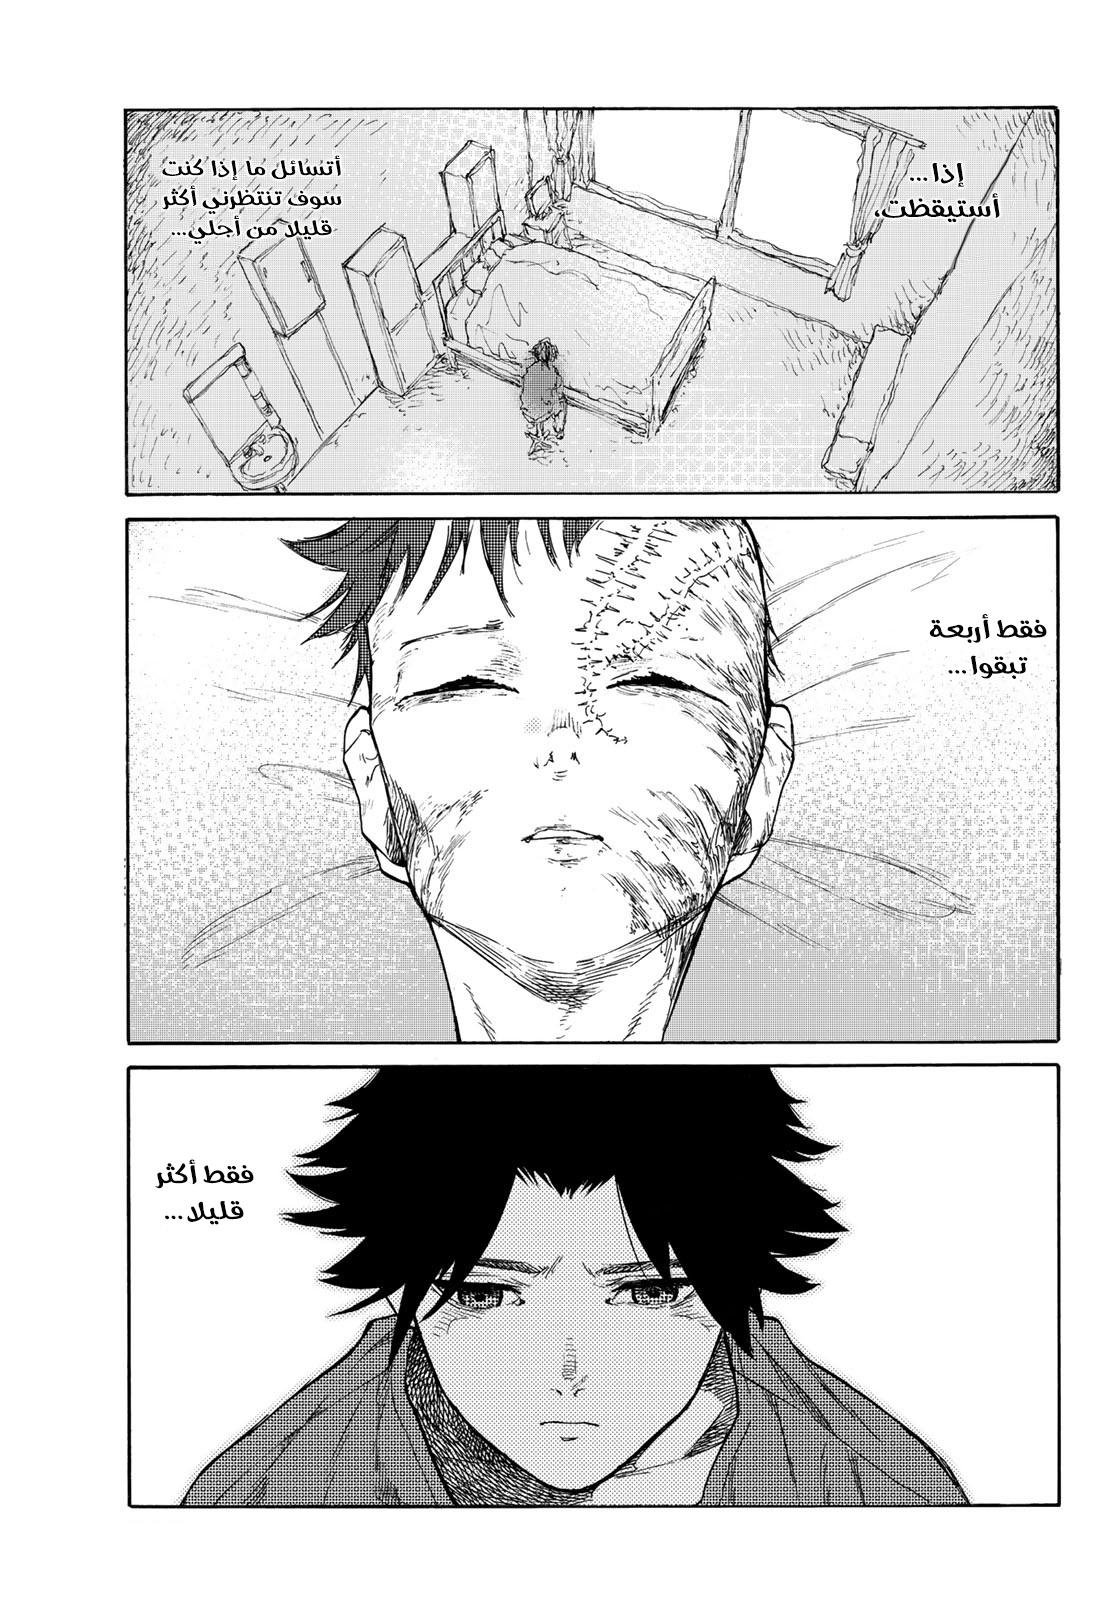 إذا...
أستيقظت،
أتسائل ما إذا كنت
سوف تنتظرني أكثر
قليلا من أجلي...
فقط أربعة
تبقوا...
فقط أكثر
قليلا...